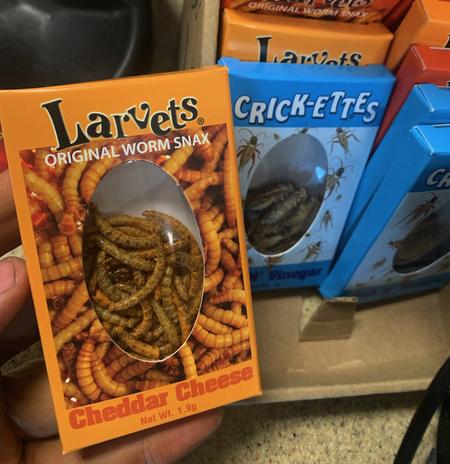 Larvets®
ORIGINAL WORM SNAX
Cheddar Cheese
Net Wt. 1.9g
ORIGINAL WORM SNAX
Larvets
CRICK-ETTES
N' Vinegar
CR